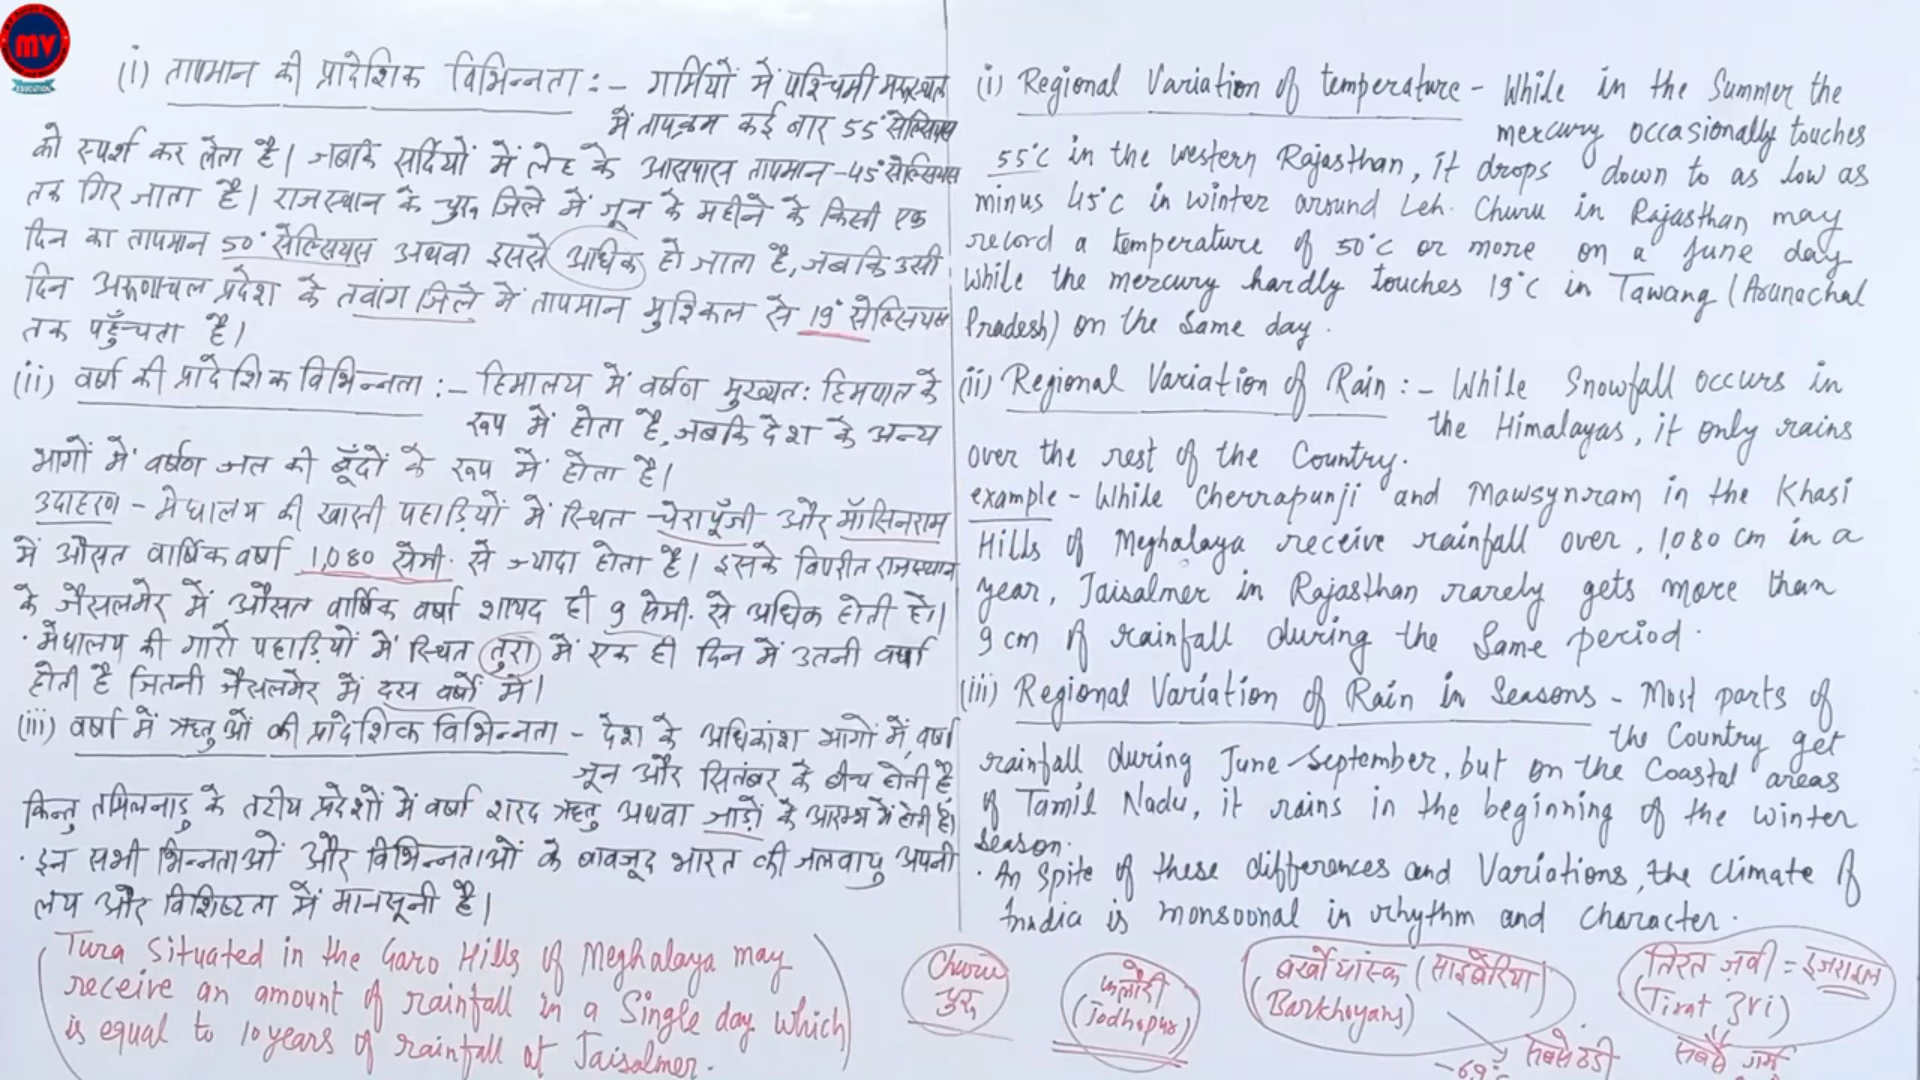 mv
EDUCATION
(i) तापमान की प्रादेशिक विभिन्नता :- गर्मियों में पश्चिमी मरुस्थल
में तापक्रम कई बार 55° सेल्सियस
को स्पर्श कर लेता है। जबकि सर्दियों में लेह के आसपास तापमान -45° सेल्सियस
तक गिर जाता है। राजस्थान के चुरू जिले में जून के महीने के किसी एक
दिन का तापमान 50° सेल्सियस अथवा इससे अधिक हो जाता है, जबकि उसी
दिन अरूणाचल प्रदेश के तवांग जिले में तापमान मुश्किल से 19° सेल्सियस
तक पहुँचता है।
(ii) वर्षा की प्रादेशिक विभिन्नता :- हिमालय में वर्षण मुख्यत: हिमपात के
रूप में होता है, जबकि देश के अन्य
भागों में वर्षण जल की बूँदों के रूप में होता है।
उदाहरण - मेघालय की खासी पहाड़ियों में स्थित चेरापूँजी और मॉसिनराम
में औसत वार्षिक वर्षा 1,080 सेमी. से ज्यादा होता है। इसके विपरीत राजस्थान
के जैसलमेर में औसत वार्षिक वर्षा शायद ही 9 सेमी. से अधिक होती हो।
· मेघालय की गारो पहाड़ियों में स्थित तुरा में एक ही दिन में उतनी वर्षा
होती है जितनी जैसलमेर में दस वर्षों में।
(iii) वर्षा में ऋतुओं की प्रादेशिक विभिन्नता - देश के अधिकांश भागों में, वर्षा
जून और सितंबर के बीच होती है
किन्तु तमिलनाडु के तटीय प्रदेशों में वर्षा शरद ऋतु अथवा जाड़ों के आरम्भ में होती है।
· इन सभी भिन्नताओं और विभिन्नताओं के बावजूद भारत की जलवायु अपनी
लय और विशिष्टता में मानसूनी है।
Tura Situated in the Garo Hills of Meghalaya may
receive an amount of rainfall in a Single day which
is equal to 10 years of rainfall at Jaisalmer.
(i) Regional Variation of temperature - While in the Summer the
mercury occasionally touches
55°C in the western Rajasthan, it drops down to as low as
minus 45°C in winter around Leh. Churu in Rajasthan may
record a temperature of 50°C or more on a June day
while the mercury hardly touches 19°C in Tawang (Arunachal
Pradesh) on the Same day.
(ii) Regional Variation of Rain :- While Snowfall occurs in
the Himalayas, it only rains
over the rest of the Country.
example - While Cherrapunji and Mawsynram in the Khasi
Hills of Meghalaya receive rainfall over, 1,080 cm in a
year, Jaisalmer in Rajasthan rarely gets more than
9 cm of rainfall during the Same period.
(iii) Regional Variation of Rain in Seasons - Most parts of
the Country get
rainfall during June-September, but on the Coastal areas
of Tamil Nadu, it rains in the beginning of the winter
Season.
· In Spite of these differences and Variations, the climate of
India is monsoonal in rhythm and character.
Churu
चुरू
फलोदी
(Jodhapur)
बर्खोयांस्क (साइबेरिया)
(Barkhoyans)
सबसे ठंडी
तिरत ज़वी = इजराइल
(Tirat Zvi)
सबसे गर्म